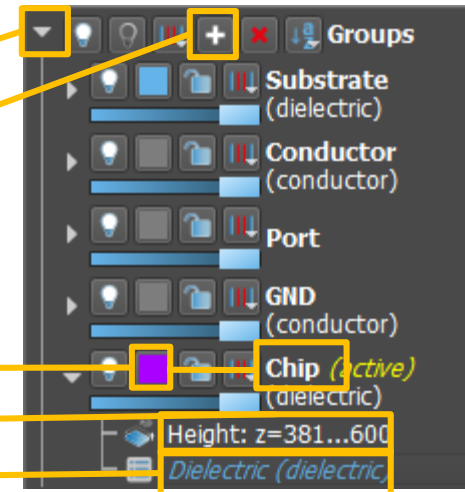 Groups
Substrate
(dielectric)
Conductor
(conductor)
Port
GND
(conductor)
Chip (active)
(dielectric)
Height: z=381...600
Dielectric (dielectric)